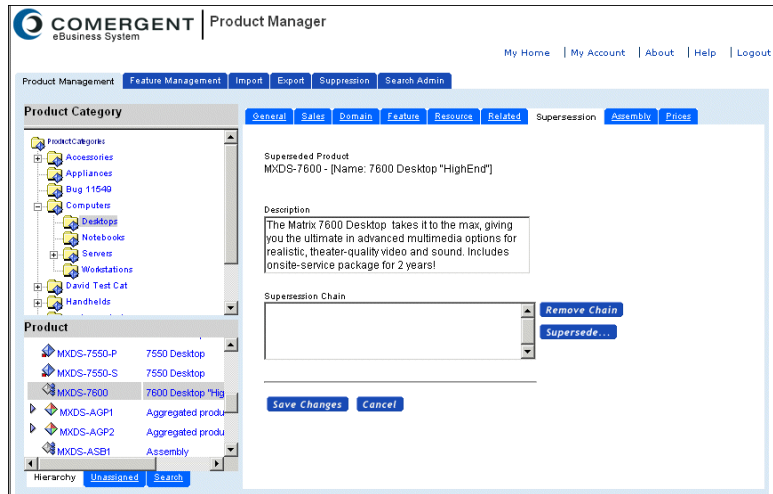 COMERGENT
eBusiness System
Product Manager
My Home | My Account | About | Help | Logout
Product Management Feature Management Import Export Suppression Search Admin
Product Category
General Sales Domain Feature Resource Related Supersession Assembly Prices
ProductCategories
Accessories
Appliances
Bug 11549
Computers
Desktops
Notebooks
Servers
Workstations
David Test Cat
Handhelds
Superseded Product
MXDS-7600 - [Name: 7600 Desktop "HighEnd"]
Description
The Matrix 7600 Desktop takes it to the max, giving
you the ultimate in advanced multimedia options for
realistic, theater-quality video and sound. Includes
onsite-service package for 2 years!
Supersession Chain
Remove Chain
Supersede...
Save Changes Cancel
Product
MXDS-7550-P 7550 Desktop
MXDS-7550-S 7550 Desktop
MXDS-7600 7600 Desktop "Hig
MXDS-AGP1 Aggregated produ
MXDS-AGP2 Aggregated produ
MXDS-ASB1 Assembly
Hierarchy Unassigned Search